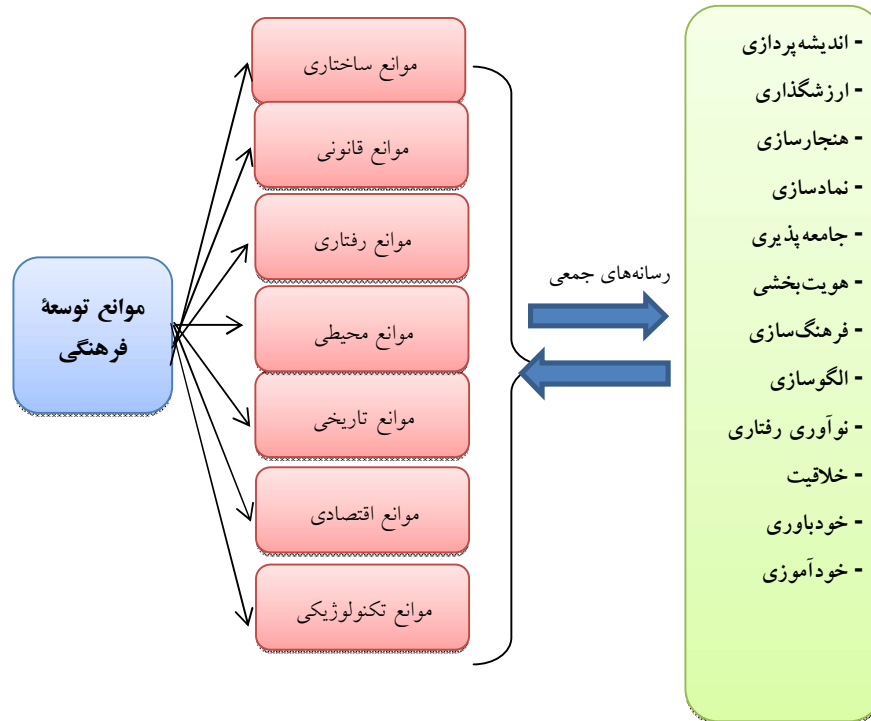 موانع توسعۀ
فرهنگی
موانع ساختاری
موانع قانونی
موانع رفتاری
موانع محیطی
موانع تاریخی
موانع اقتصادی
موانع تکنولوژیکی
رسانه‌های جمعی
- اندیشه‌پردازی
- ارزشگذاری
- هنجارسازی
- نمادسازی
- جامعه‌پذیری
- هویت‌بخشی
- فرهنگ‌سازی
- الگوسازی
- نوآوری رفتاری
- خلاقیت
- خودباوری
- خودآموزی